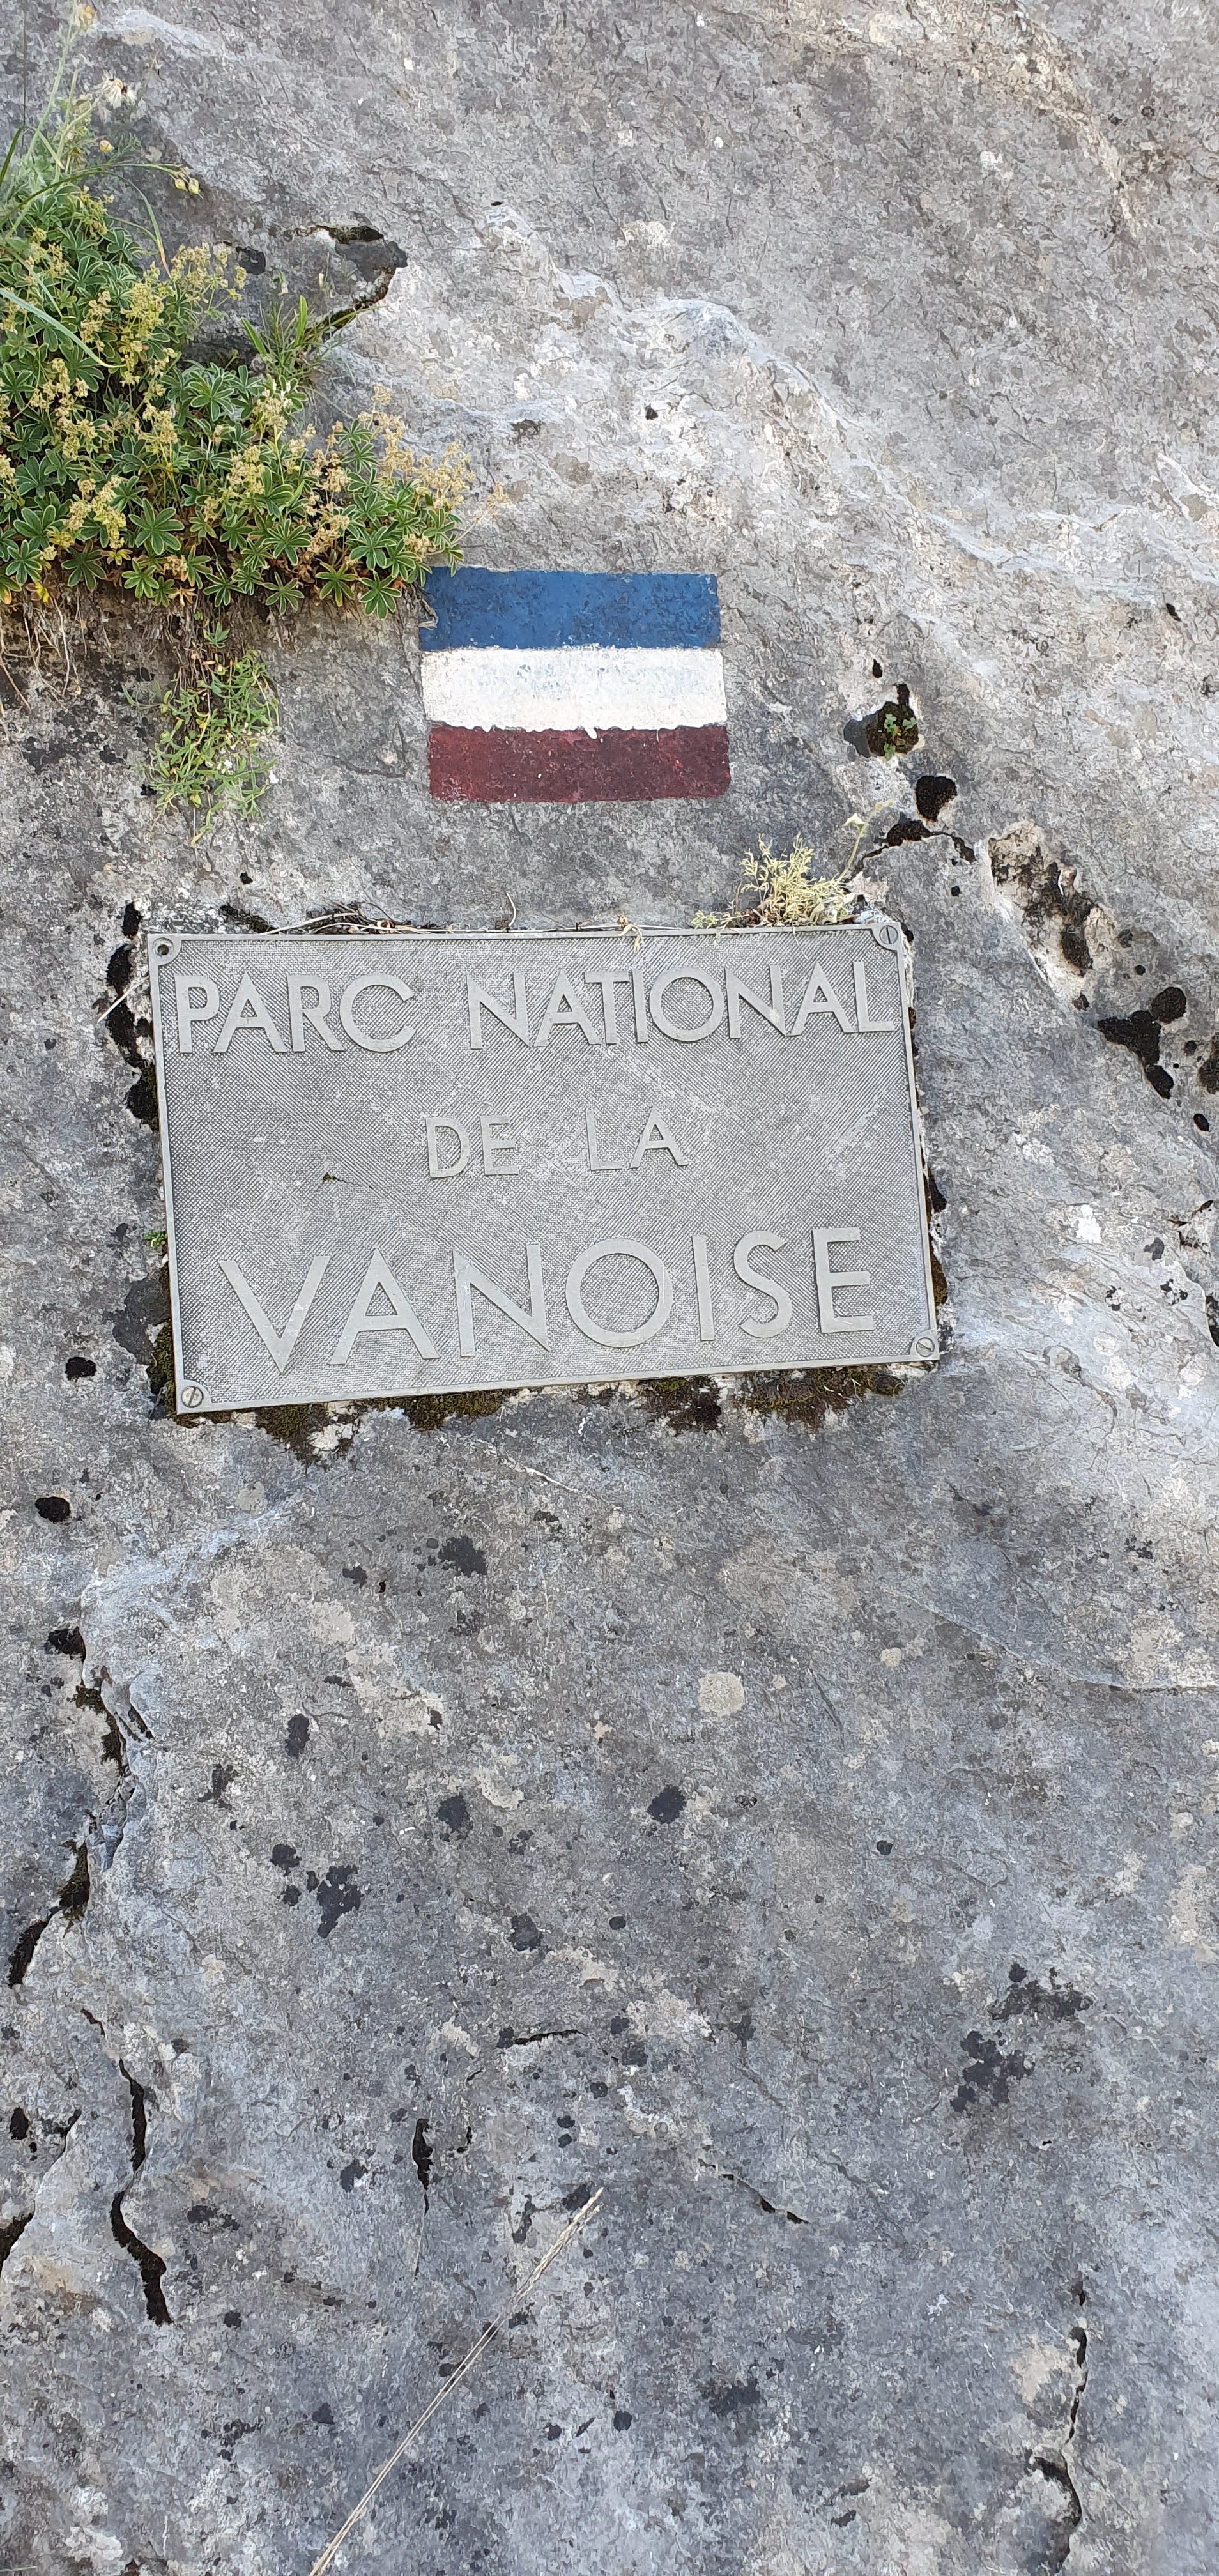 PARC NATIONAL
DE LA
VANOISE